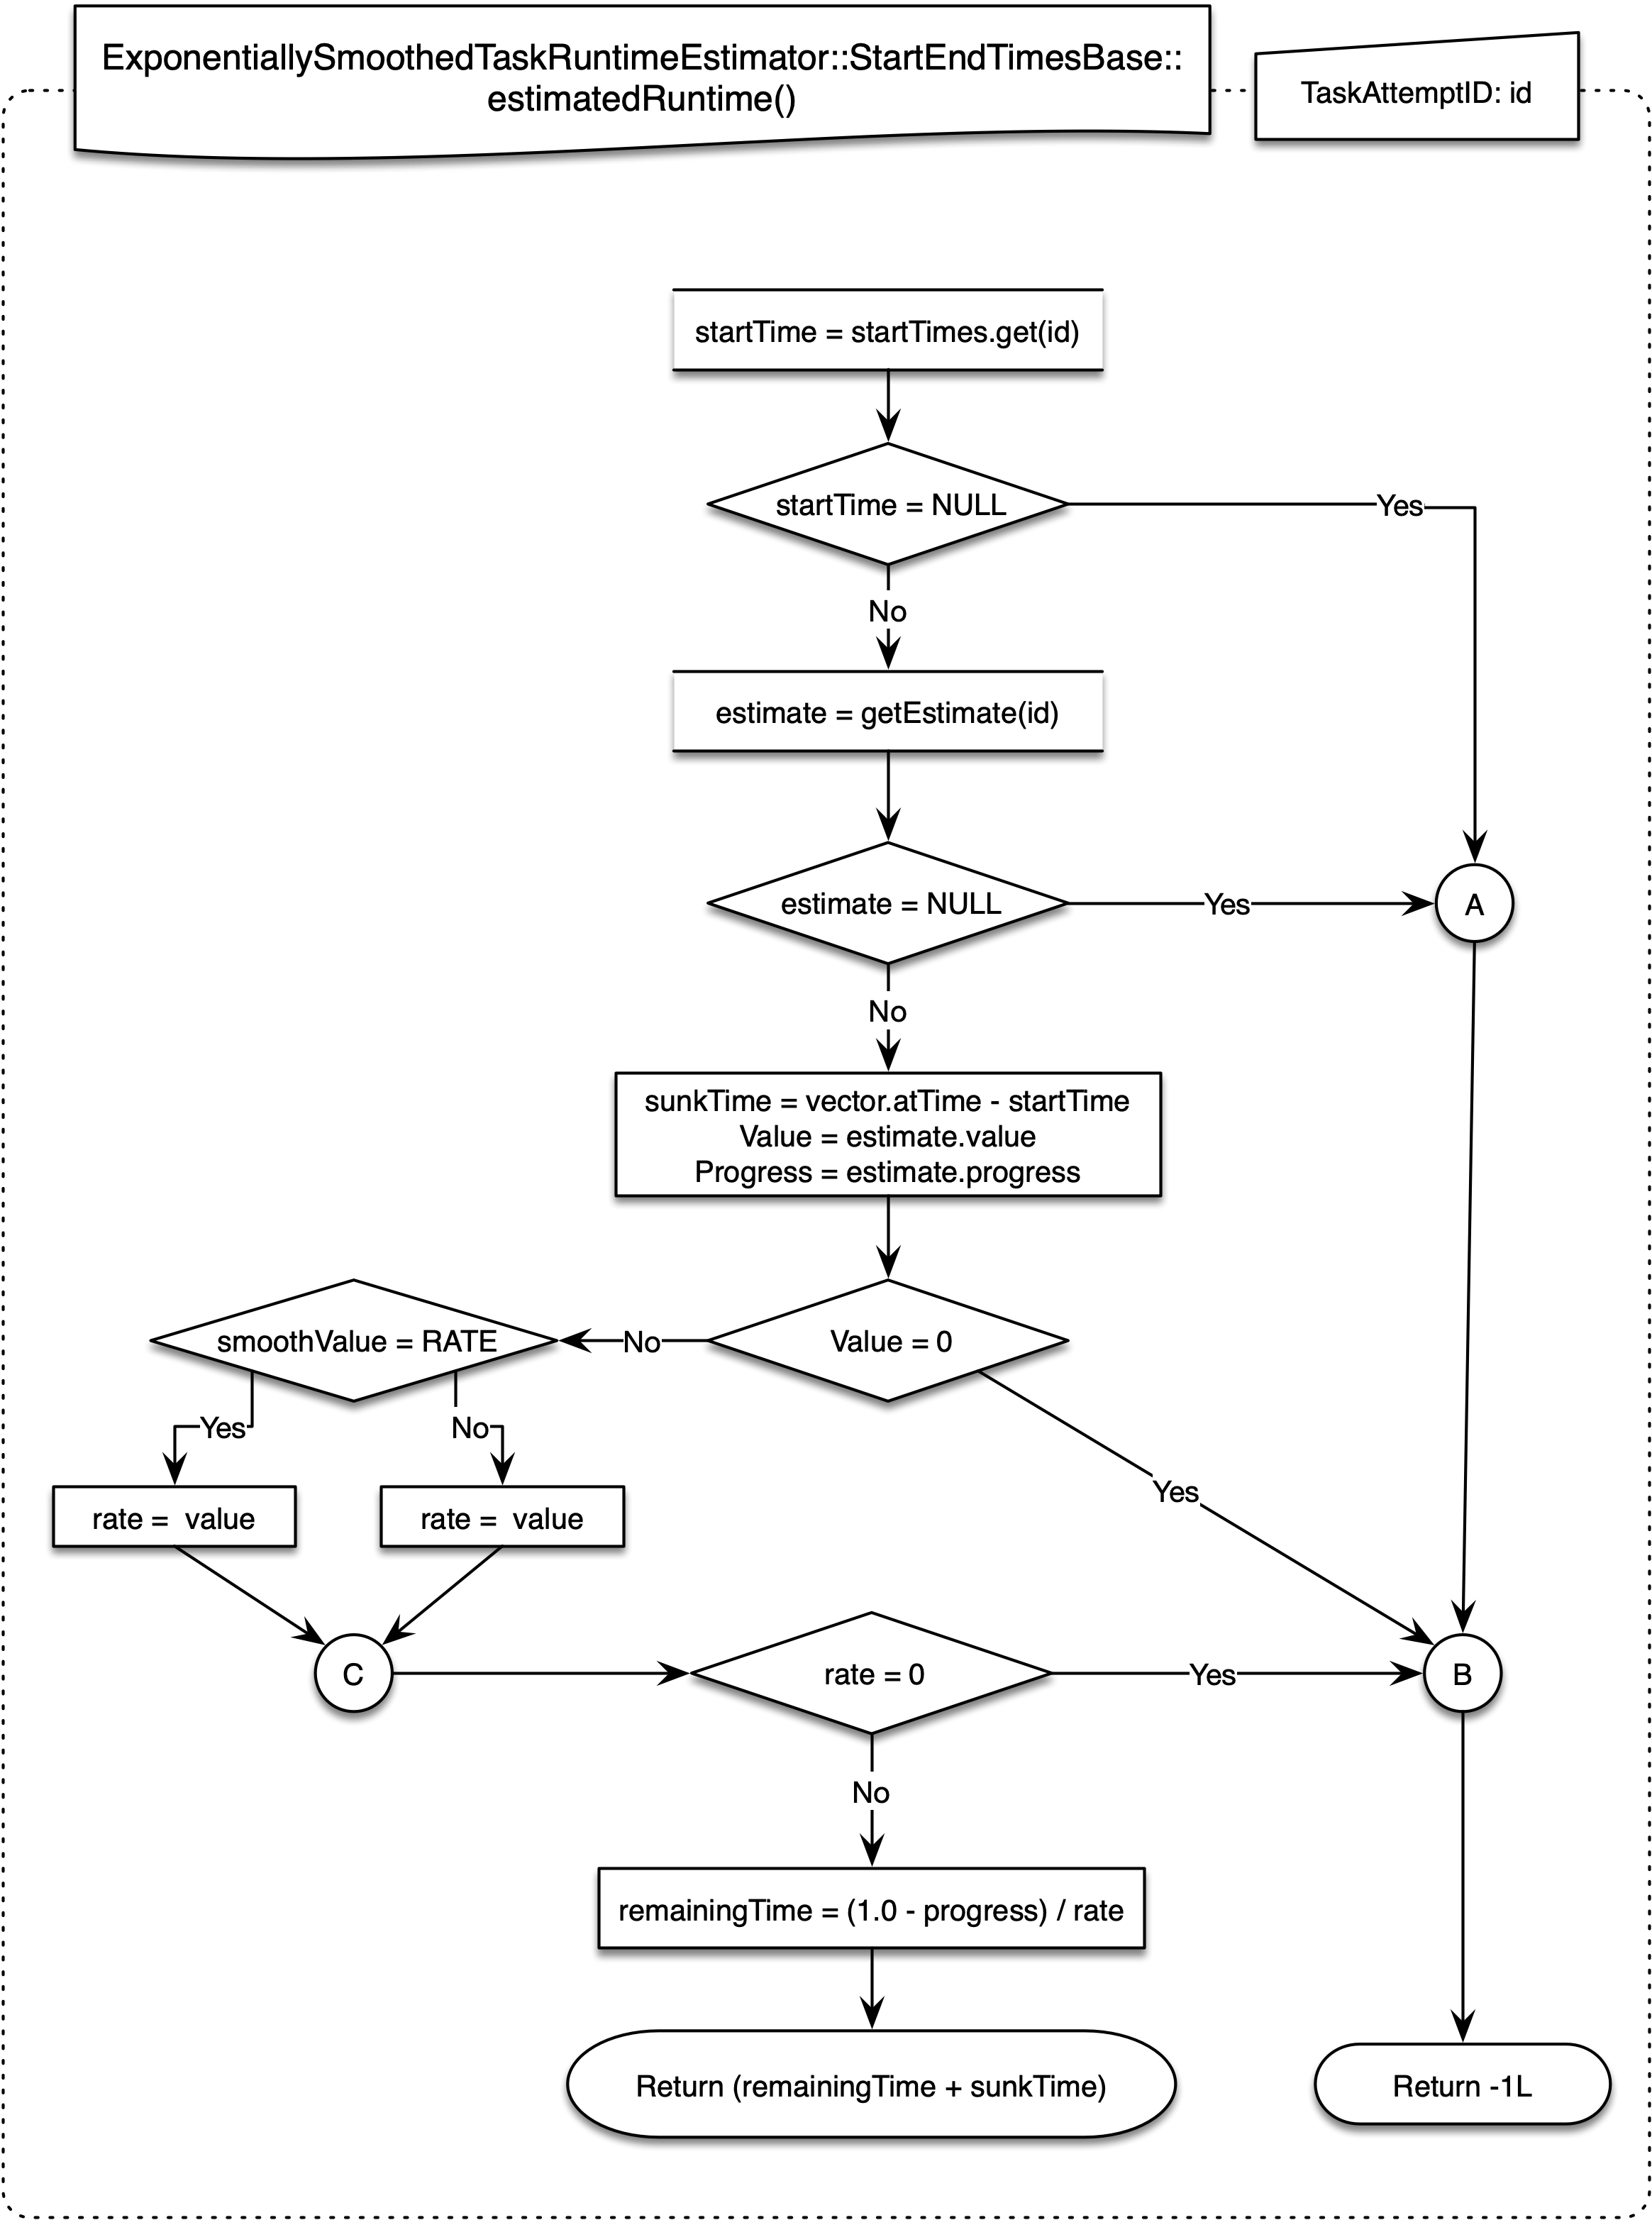 ExponentiallySmoothedTaskRuntimeEstimator::StartEndTimesBase::
estimatedRuntime()
TaskAttemptID: id
startTime = startTimes.get(id)
startTime = NULL
Yes
No
estimate = getEstimate(id)
estimate = NULL
Yes
A
No
sunkTime = vector.atTime - startTime
Value = estimate.value
Progress = estimate.progress
smoothValue = RATE
No
Value = 0
Yes
No
Yes
rate =  value
rate =  value
C
rate = 0
Yes
B
No
remainingTime = (1.0 - progress) / rate
Return (remainingTime + sunkTime)
Return -1L